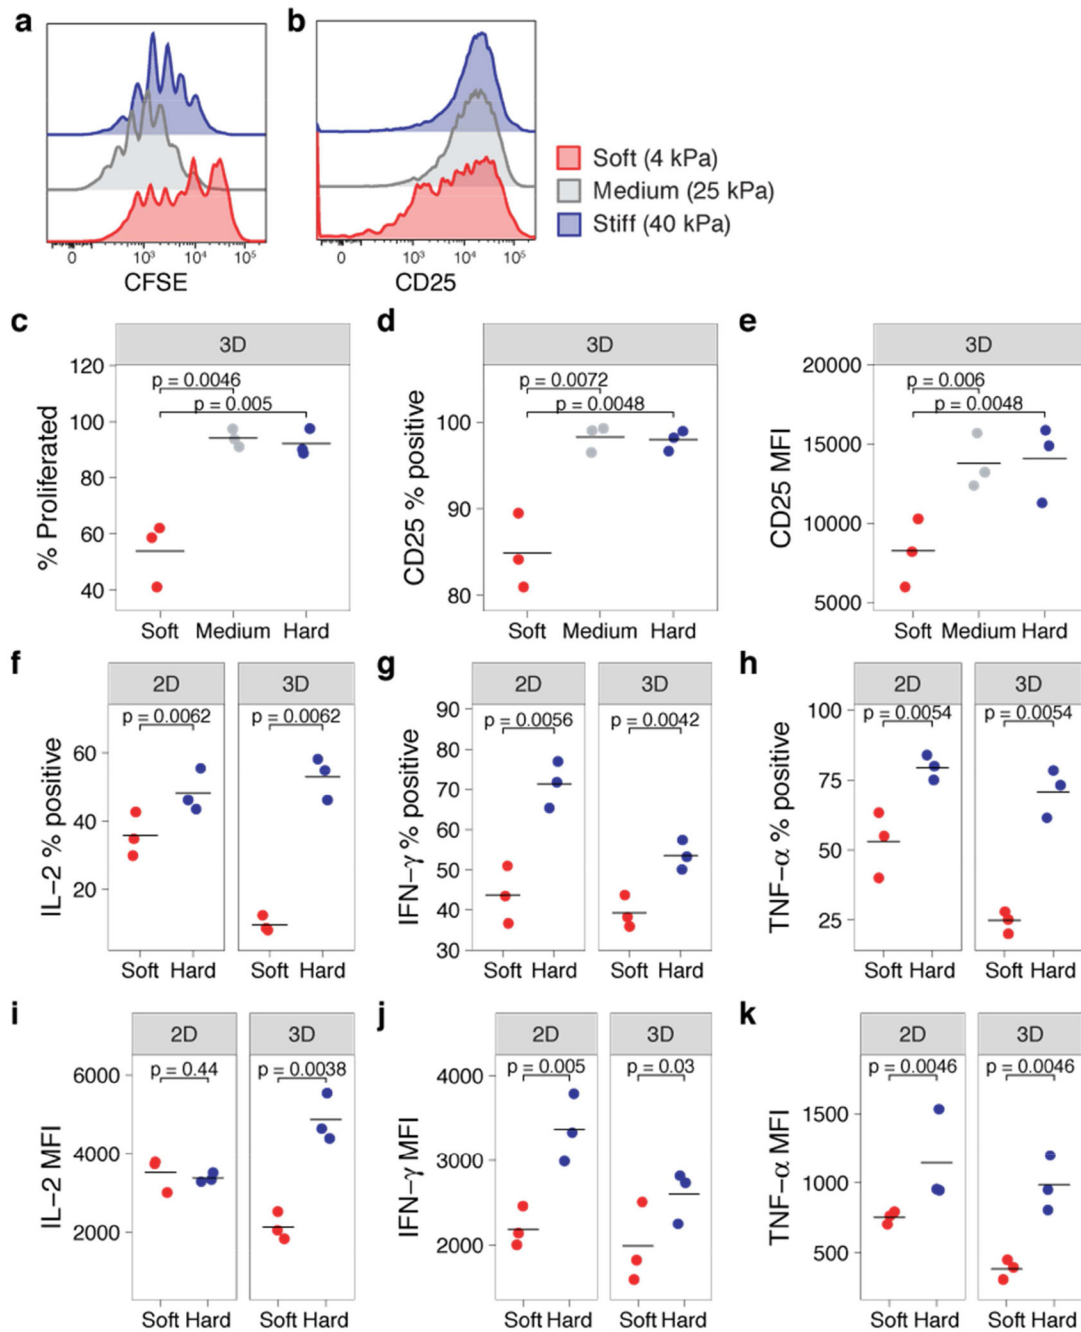 a
b
0 10³ 10⁴ 10⁵
CFSE
0 10³ 10⁴ 10⁵
CD25
Soft (4 kPa)
Medium (25 kPa)
Stiff (40 kPa)
c
3D
% Proliferated
120
100
80
60
40
p = 0.0046
p = 0.005
Soft Medium Hard
d
3D
CD25 % positive
100
90
80
p = 0.0072
p = 0.0048
Soft Medium Hard
e
3D
CD25 MFI
20000
15000
10000
5000
p = 0.006
p = 0.0048
Soft Medium Hard
f
2D 3D
IL−2 % positive
60
40
20
p = 0.0062 p = 0.0062
Soft Hard Soft Hard
g
2D 3D
IFN−γ % positive
90
80
70
60
50
40
30
p = 0.0056 p = 0.0042
Soft Hard Soft Hard
h
2D 3D
TNF−α % positive
100
75
50
25
p = 0.0054 p = 0.0054
Soft Hard Soft Hard
i
2D 3D
IL−2 MFI
6000
4000
2000
p = 0.44 p = 0.0038
Soft Hard Soft Hard
j
2D 3D
IFN−γ MFI
4000
3000
2000
p = 0.005 p = 0.03
Soft Hard Soft Hard
k
2D 3D
TNF−α MFI
1500
1000
500
p = 0.0046 p = 0.0046
Soft Hard Soft Hard